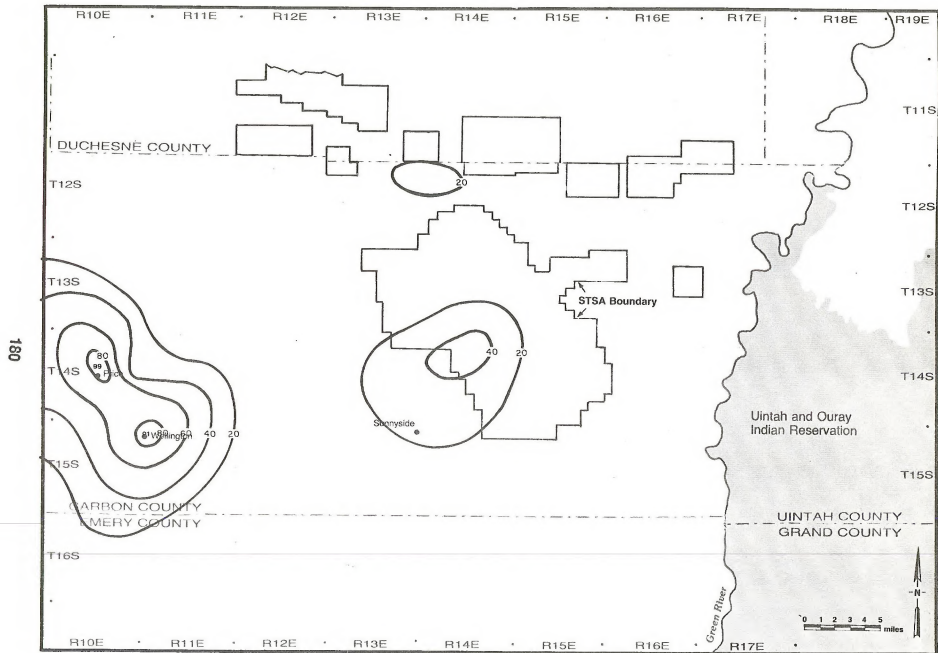 R10E R11E R12E R13E R14E R15E R16E R17E R18E R19E
T11S
DUCHESNE COUNTY
T12S
20
T12S
T13S
STSA Boundary
T13S
180
80
99
Price
T14S
40
20
T14S
Sunnyside
Uintah and Ouray
Indian Reservation
Wellington
80
60
40
20
T15S
T15S
CARBON COUNTY
EMERY COUNTY
UINTAH COUNTY
GRAND COUNTY
T16S
N
Green River
0 1 2 3 4 5
miles
R10E R11E R12E R13E R14E R15E R16E R17E